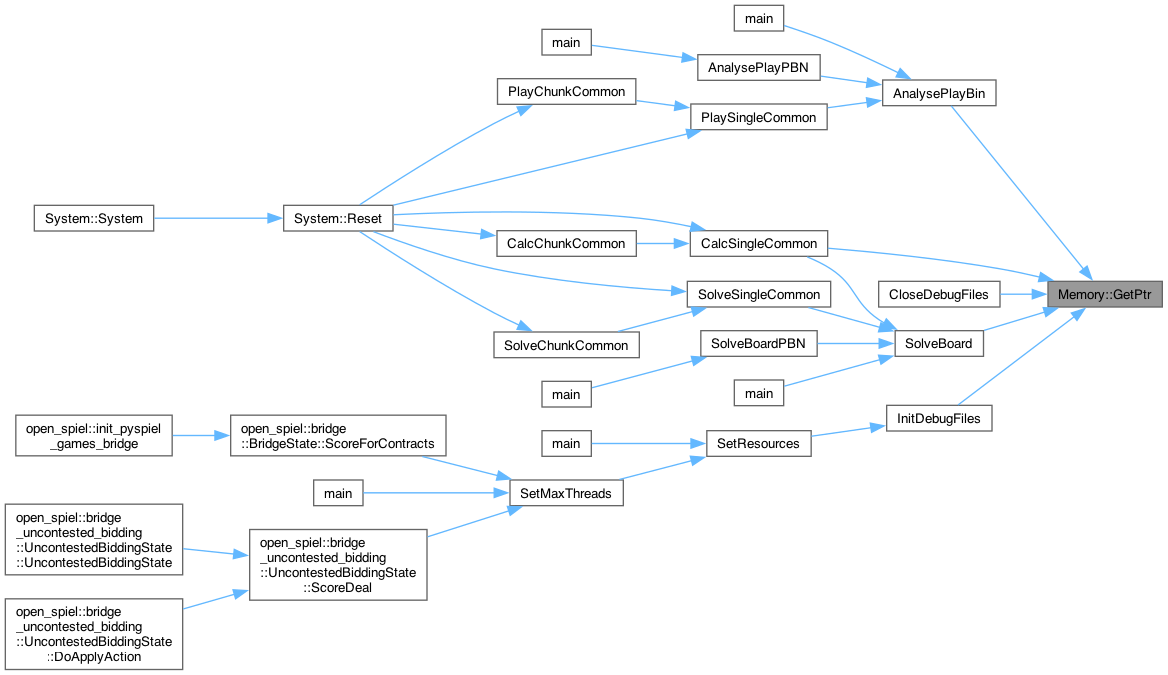 main
main
AnalysePlayPBN
AnalysePlayBin
PlayChunkCommon
PlaySingleCommon
System::System
System::Reset
CalcChunkCommon
CalcSingleCommon
SolveSingleCommon
CloseDebugFiles
Memory::GetPtr
SolveChunkCommon
SolveBoardPBN
SolveBoard
main
main
InitDebugFiles
open_spiel::init_pyspiel
_games_bridge
open_spiel::bridge
::BridgeState::ScoreForContracts
main
SetResources
main
SetMaxThreads
open_spiel::bridge
_uncontested_bidding
::UncontestedBiddingState
::UncontestedBiddingState
open_spiel::bridge
_uncontested_bidding
::UncontestedBiddingState
::ScoreDeal
open_spiel::bridge
_uncontested_bidding
::UncontestedBiddingState
::DoApplyAction